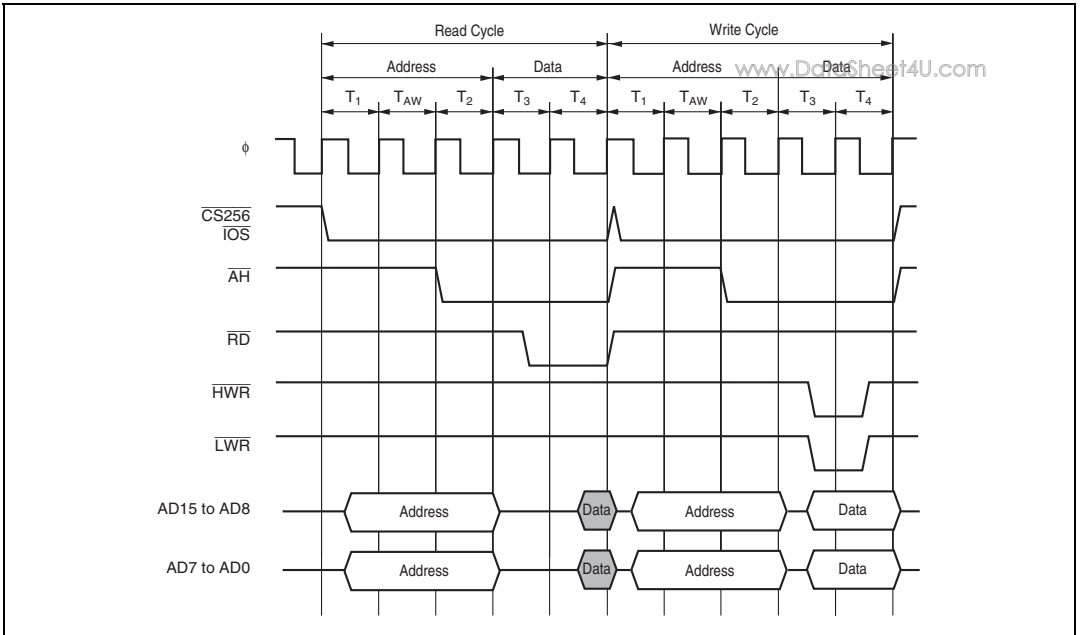 Read Cycle Write Cycle
Address Data Address Data
www.DataSheet4U.com
T1 TAW T2 T3 T4 T1 TAW T2 T3 T4
ϕ
CS256
IOS
AH
RD
HWR
LWR
AD15 to AD8 Address Data Address Data
AD7 to AD0 Address Data Address Data